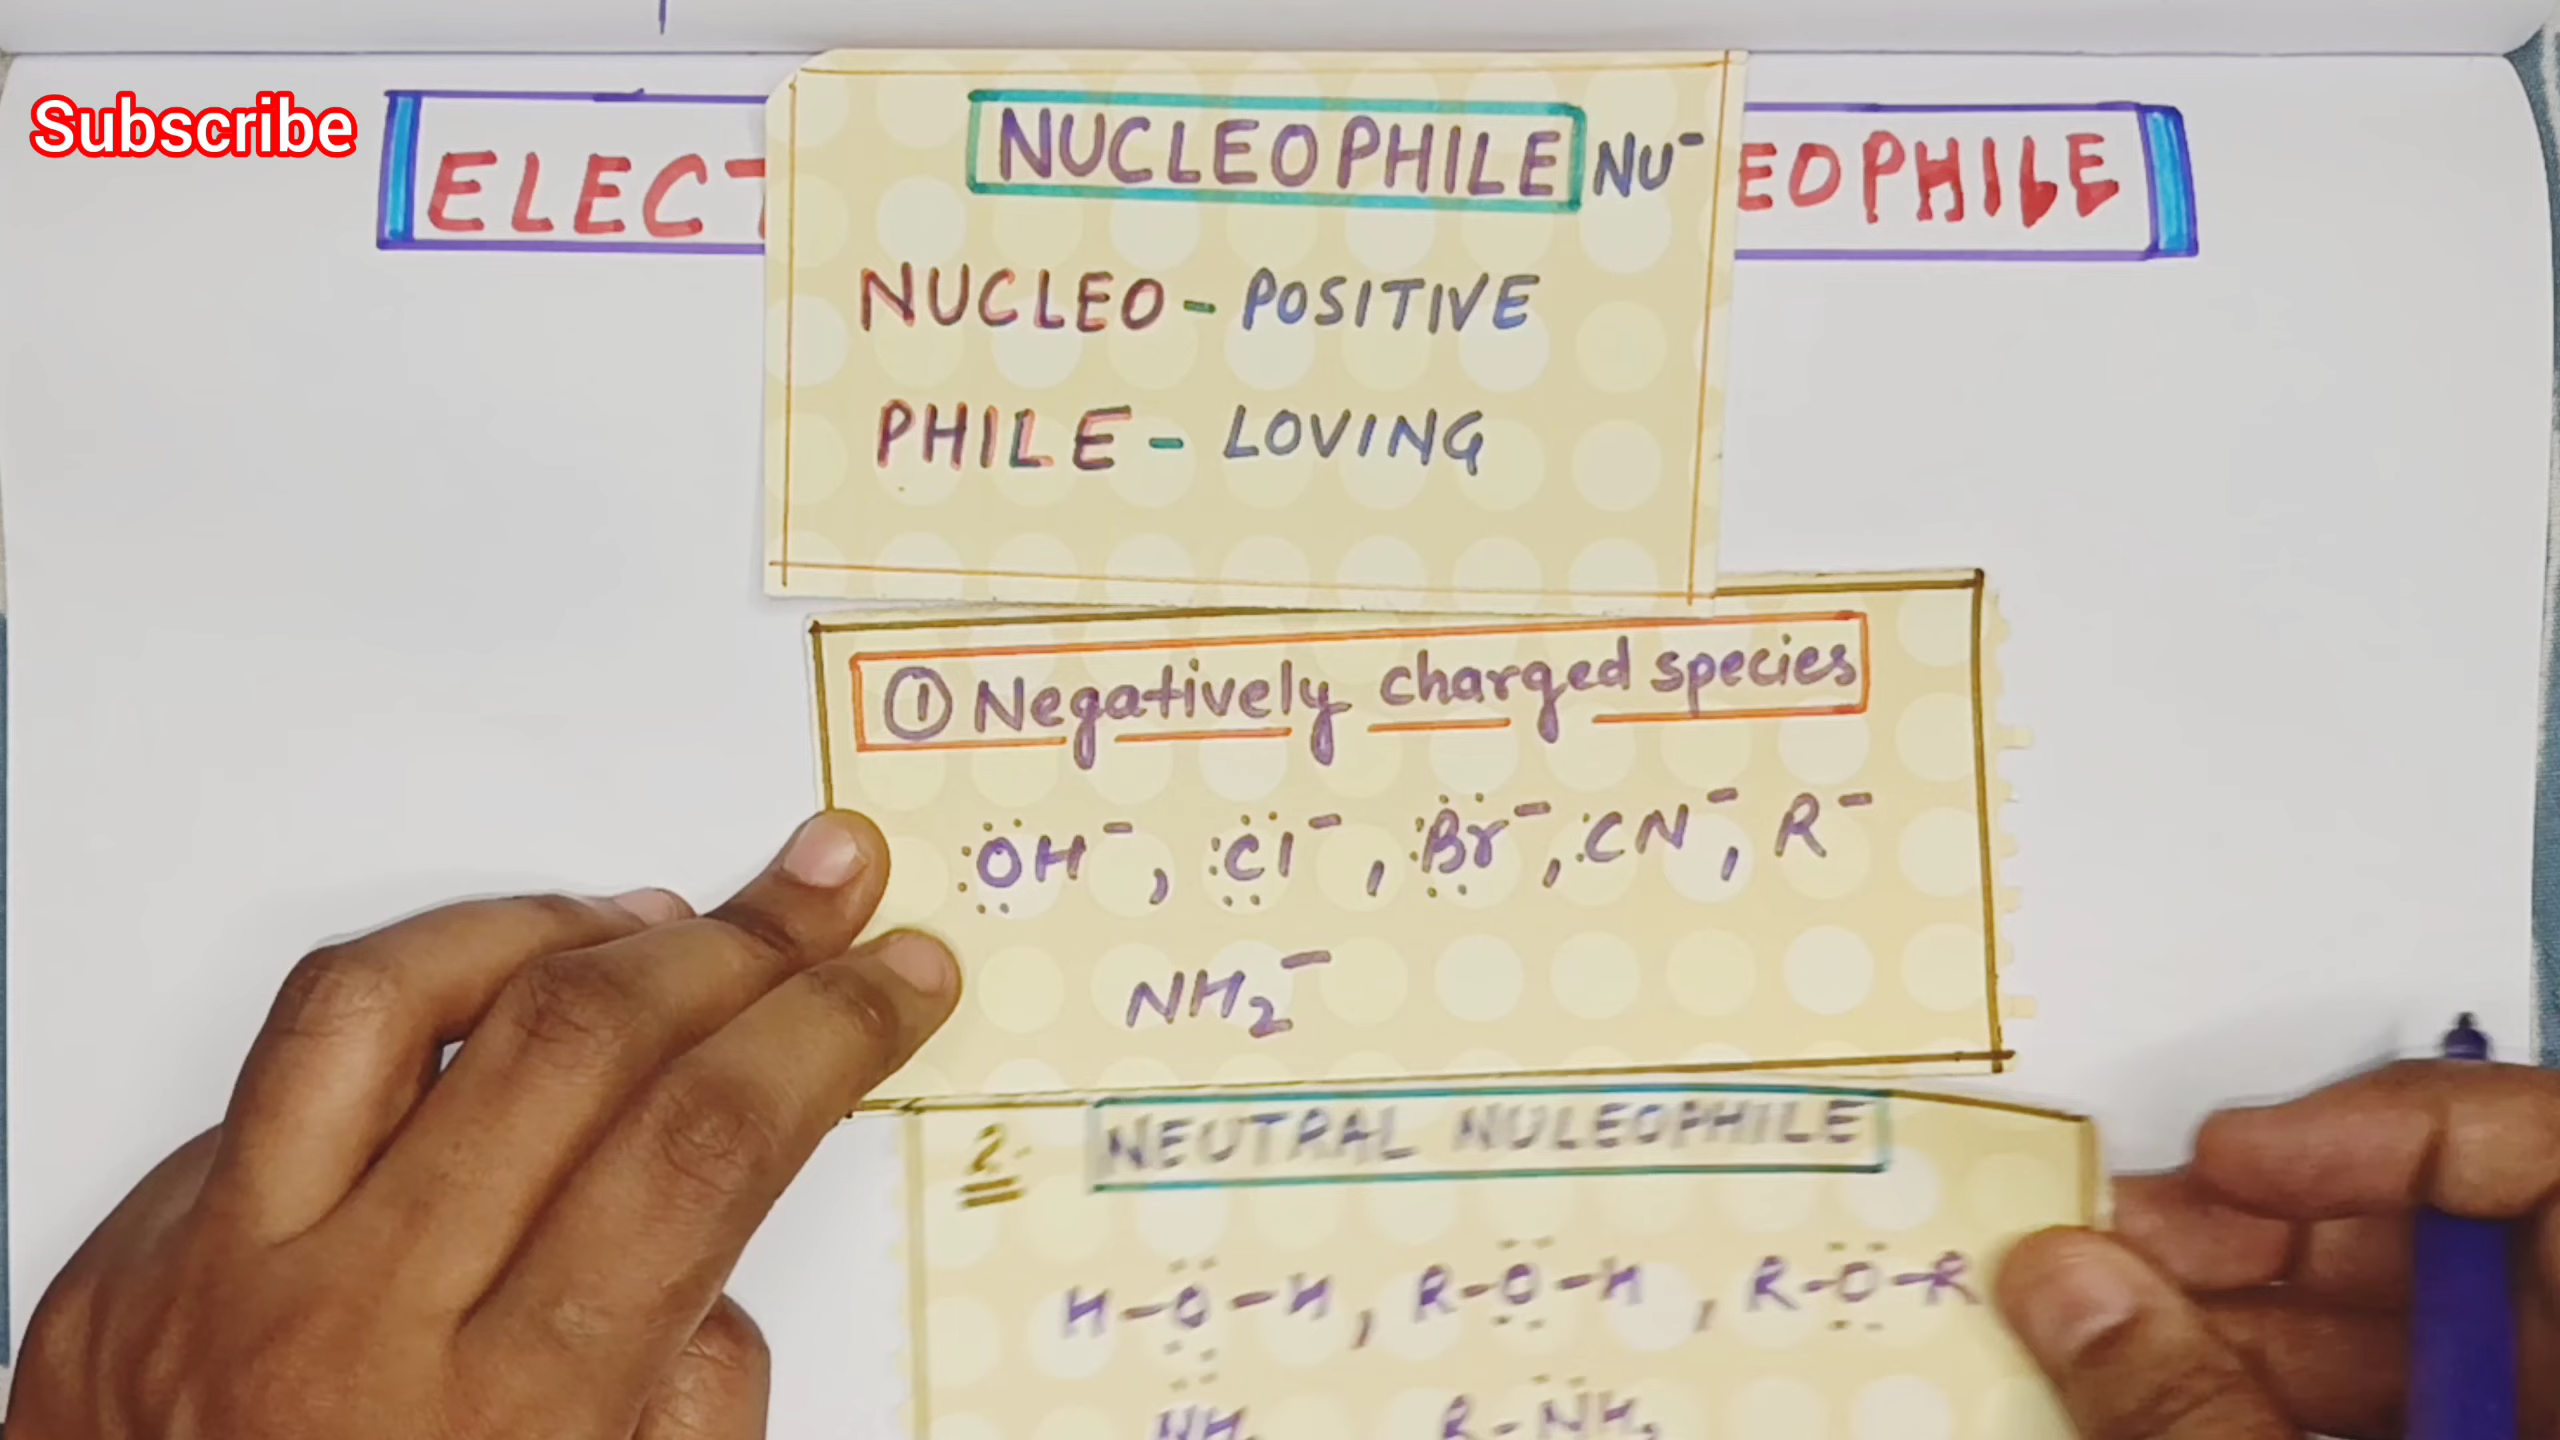 Subscribe
ELECT
EOPHILE
NUCLEOPHILE NU⁻
NUCLEO - POSITIVE
PHILE - LOVING
① Negatively charged species
OH⁻, Cl⁻, Br⁻, CN⁻, R⁻
NH₂⁻
2. NEUTRAL NULEOPHILE
H-O-H, R-O-H, R-O-R